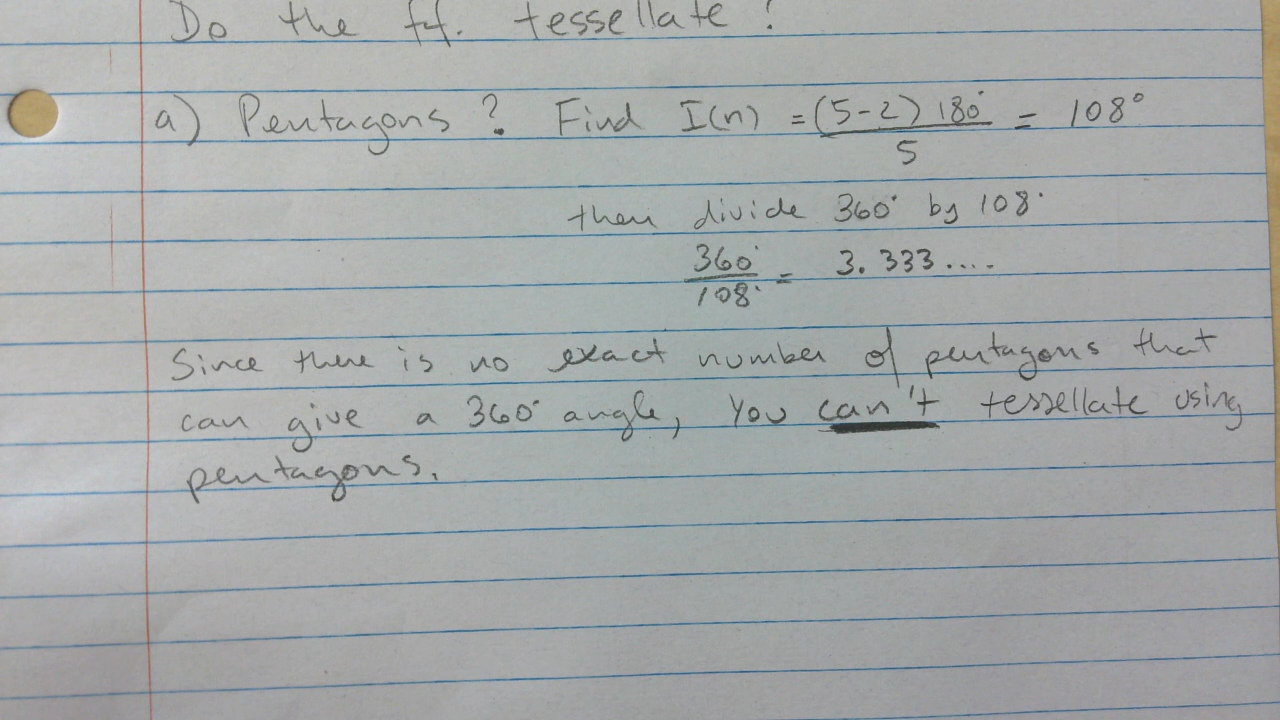 Do the ff. tessellate?
a) Pentagons? Find I(n) = (5-2) 180° / 5 = 108°
then divide 360° by 108°
360° / 108° = 3.333....
Since there is no exact number of pentagons that
can give a 360° angle, you can't tessellate using
pentagons.